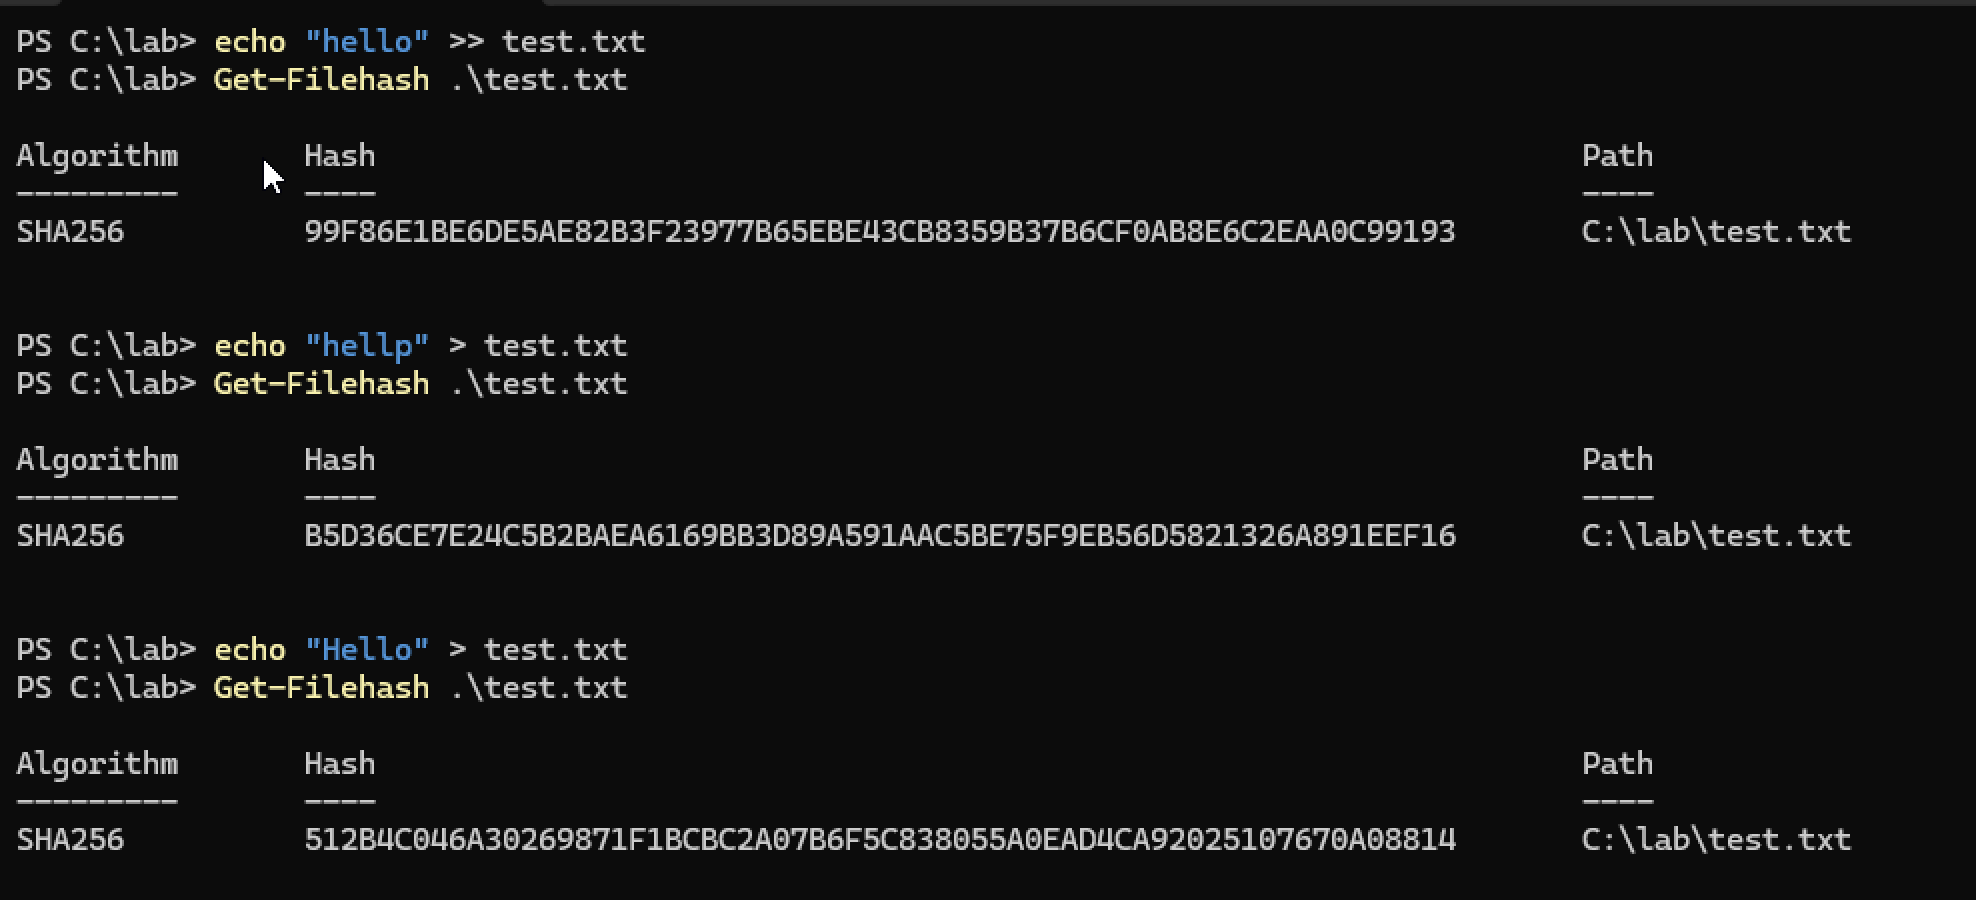 PS C:\lab> echo "hello" >> test.txt
PS C:\lab> Get-Filehash .\test.txt
Algorithm Hash Path
--------- ---- ----
SHA256 99F86E1BE6DE5AE82B3F23977B65EBE43CB8359B37B6CF0AB8E6C2EAA0C99193 C:\lab\test.txt
PS C:\lab> echo "hellp" > test.txt
PS C:\lab> Get-Filehash .\test.txt
Algorithm Hash Path
--------- ---- ----
SHA256 B5D36CE7E24C5B2BAEA6169BB3D89A591AAC5BE75F9EB56D5821326A891EEF16 C:\lab\test.txt
PS C:\lab> echo "Hello" > test.txt
PS C:\lab> Get-Filehash .\test.txt
Algorithm Hash Path
--------- ---- ----
SHA256 512B4C046A30269871F1BCBC2A07B6F5C838055A0EAD4CA92025107670A08814 C:\lab\test.txt